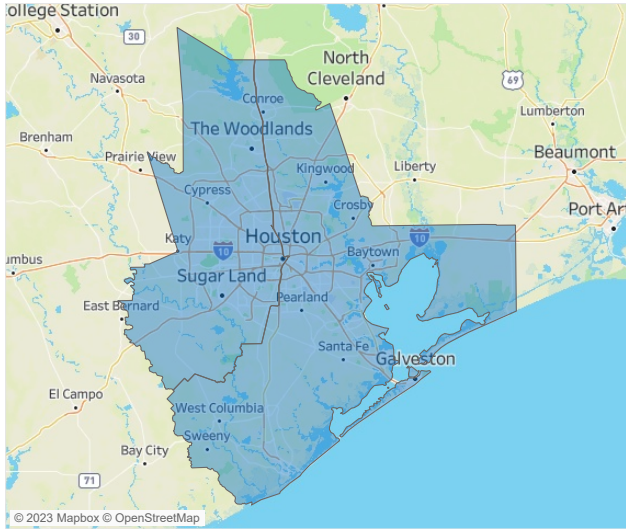 ollege Station
30
Navasota
North
Cleveland
69
Conroe
Lumberton
The Woodlands
Brenham
Prairie View
Beaumont
Kingwood
Liberty
Cypress
Crosby
Port Ar
Katy
Houston
10
10
Baytown
umbus
Sugar Land
Pearland
East Bernard
Santa Fe
Galveston
El Campo
West Columbia
Sweeny
Bay City
71
© 2023 Mapbox © OpenStreetMap